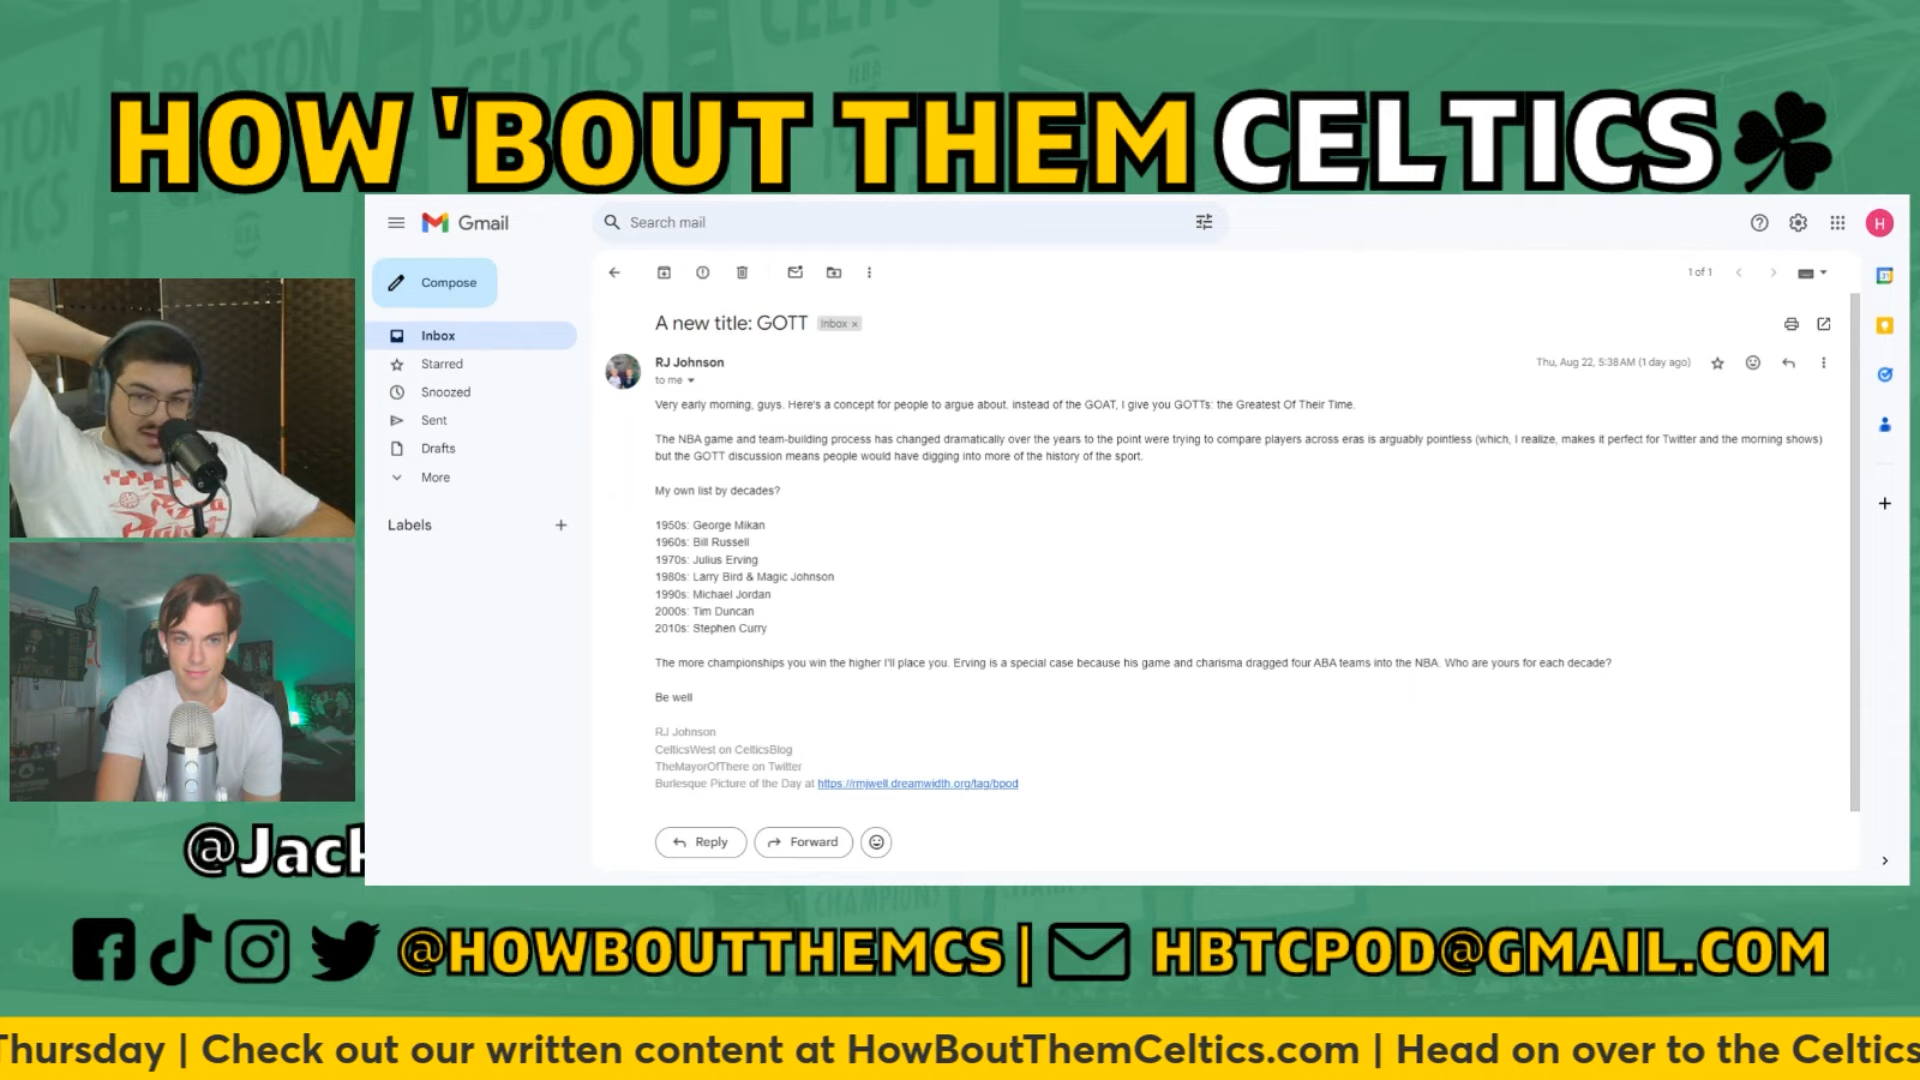 HOW 'BOUT THEM CELTICS
Gmail
Search mail
H
Compose
1 of 1
31
Inbox
Starred
Snoozed
Sent
Drafts
More
Labels
A new title: GOTT
Inbox x
RJ Johnson
Thu, Aug 22, 5:38 AM (1 day ago)
to me
Very early morning, guys. Here's a concept for people to argue about. instead of the GOAT, I give you GOTTs: the Greatest Of Their Time.
The NBA game and team-building process has changed dramatically over the years to the point were trying to compare players across eras is arguably pointless (which, I realize, makes it perfect for Twitter and the morning shows)
but the GOTT discussion means people would have digging into more of the history of the sport.
My own list by decades?
1950s: George Mikan
1960s: Bill Russell
1970s: Julius Erving
1980s: Larry Bird & Magic Johnson
1990s: Michael Jordan
2000s: Tim Duncan
2010s: Stephen Curry
The more championships you win the higher I'll place you. Erving is a special case because his game and charisma dragged four ABA teams into the NBA. Who are yours for each decade?
Be well
RJ Johnson
CelticsWest on CelticsBlog
TheMayorOfThere on Twitter
Burlesque Picture of the Day at https://rmjwell.dreamwidth.org/tag/bpod
Reply
Forward
@Jack
@HOWBOUTTHEMCS | HBTCPOD@GMAIL.COM
Thursday | Check out our written content at HowBoutThemCeltics.com | Head on over to the Celtics